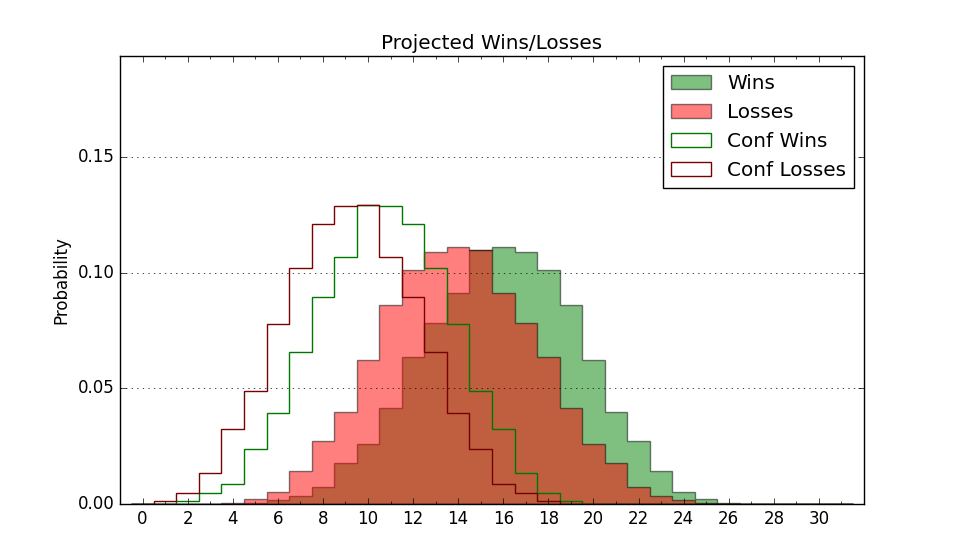 Projected Wins/Losses
Wins
Losses
Conf Wins
Conf Losses
Probability
0.15
0.10
0.05
0.00
0 2 4 6 8 10 12 14 16 18 20 22 24 26 28 30